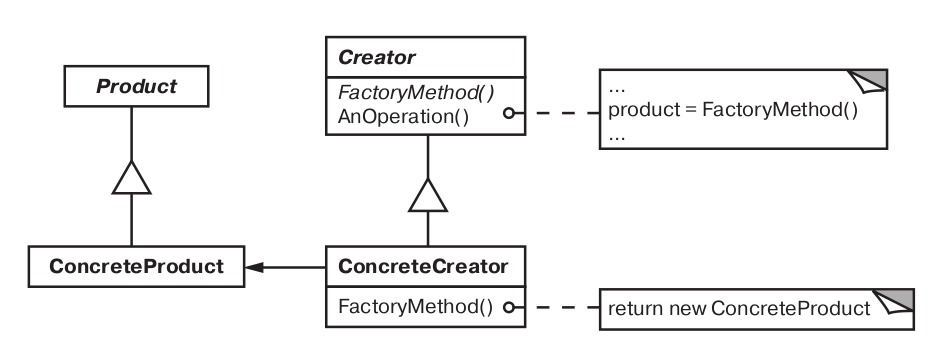 Product
Creator
FactoryMethod()
AnOperation()
...
product = FactoryMethod()
...
ConcreteProduct
ConcreteCreator
FactoryMethod()
return new ConcreteProduct